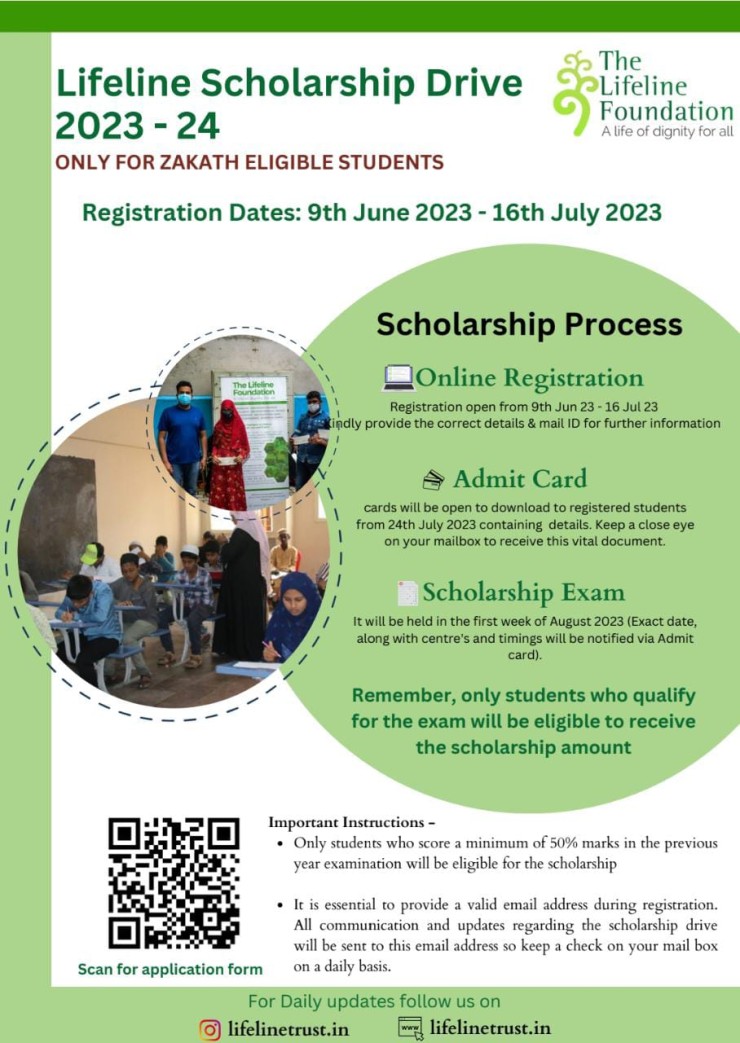 Lifeline Scholarship Drive
2023 - 24
ONLY FOR ZAKATH ELIGIBLE STUDENTS
The
Lifeline
Foundation
A life of dignity for all
Registration Dates: 9th June 2023 - 16th July 2023
Scholarship Process
Online Registration
Registration open from 9th Jun 23 - 16 Jul 23
Kindly provide the correct details & mail ID for further information
The Lifeline
Foundation
Admit Card
cards will be open to download to registered students
from 24th July 2023 containing details. Keep a close eye
on your mailbox to receive this vital document.
Scholarship Exam
It will be held in the first week of August 2023 (Exact date,
along with centre's and timings will be notified via Admit
card).
Remember, only students who qualify
for the exam will be eligible to receive
the scholarship amount
Important Instructions -
• Only students who score a minimum of 50% marks in the previous
year examination will be eligible for the scholarship
• It is essential to provide a valid email address during registration.
All communication and updates regarding the scholarship drive
will be sent to this email address so keep a check on your mail box
on a daily basis.
Scan for application form
For Daily updates follow us on
lifelinetrust.in
www
lifelinetrust.in